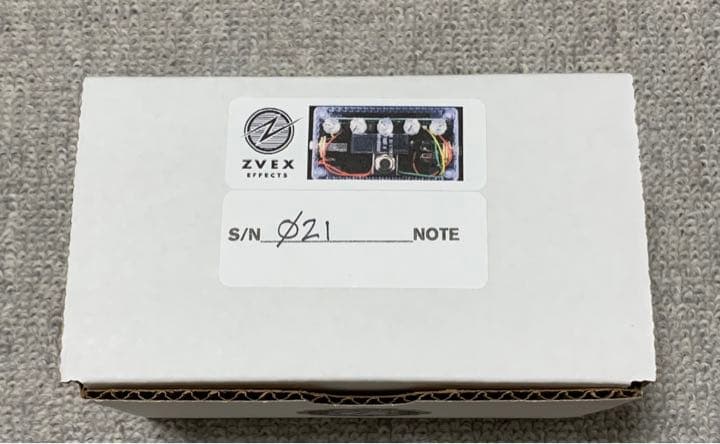 ZVEX
EFFECTS
S/N Ø21 NOTE